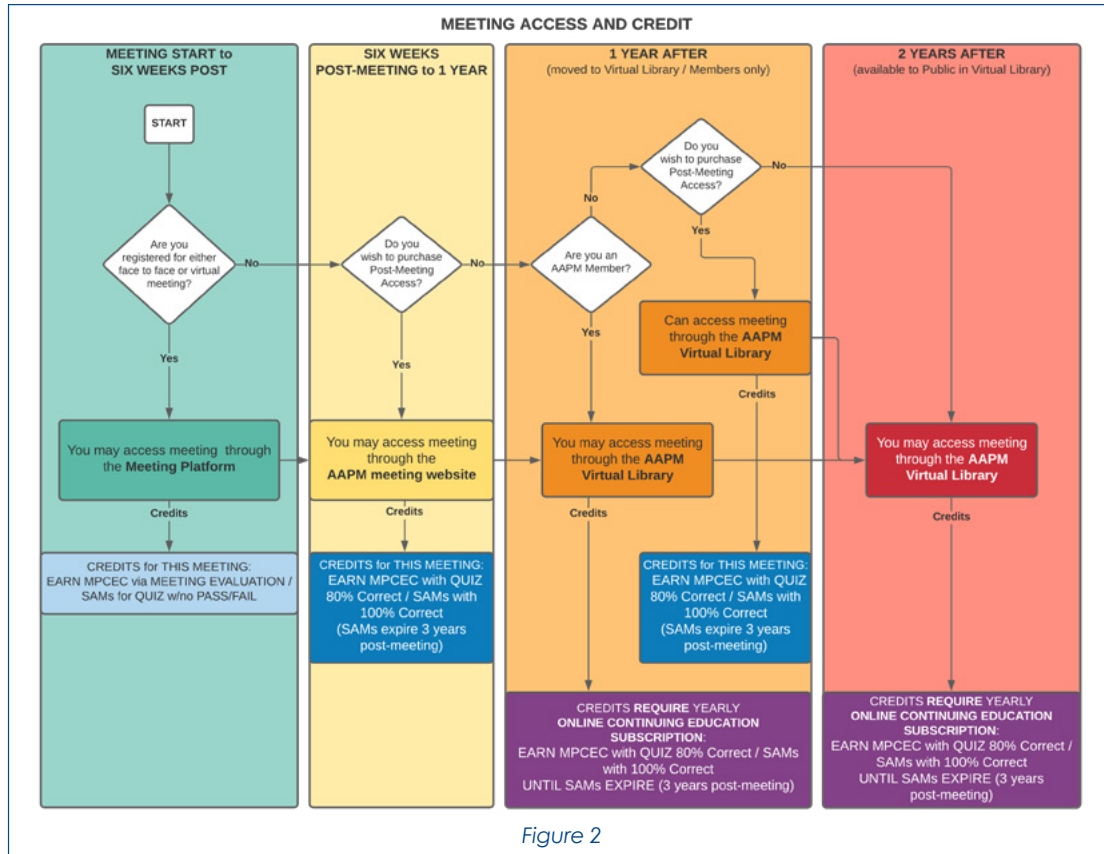 MEETING ACCESS AND CREDIT
MEETING START to
SIX WEEKS POST
SIX WEEKS
POST-MEETING to 1 YEAR
1 YEAR AFTER
(moved to Virtual Library / Members only)
2 YEARS AFTER
(available to Public in Virtual Library)
START
Are you
registered for either
face to face or virtual
meeting?
No
Yes
You may access meeting through
the Meeting Platform
Credits
CREDITS for THIS MEETING:
EARN MPCEC via MEETING EVALUATION /
SAMs for QUIZ w/no PASS/FAIL
Do you
wish to purchase
Post-Meeting
Access?
No
Yes
You may access meeting
through the
AAPM meeting website
Credits
CREDITS for THIS MEETING:
EARN MPCEC with QUIZ
80% Correct / SAMs with
100% Correct
(SAMs expire 3 years
post-meeting)
Are you an
AAPM Member?
No
Yes
Do you
wish to purchase
Post-Meeting
Access?
No
Yes
Can access meeting
through the AAPM
Virtual Library
Credits
CREDITS for THIS MEETING:
EARN MPCEC with QUIZ
80% Correct / SAMs with
100% Correct
(SAMs expire 3 years
post-meeting)
You may access meeting
through the AAPM
Virtual Library
Credits
CREDITS REQUIRE YEARLY
ONLINE CONTINUING EDUCATION
SUBSCRIPTION:
EARN MPCEC with QUIZ 80% Correct / SAMs
with 100% Correct
UNTIL SAMs EXPIRE (3 years post-meeting)
You may access meeting
through the AAPM
Virtual Library
Credits
CREDITS REQUIRE YEARLY
ONLINE CONTINUING EDUCATION
SUBSCRIPTION:
EARN MPCEC with QUIZ 80% Correct /
SAMs with 100% Correct
UNTIL SAMs EXPIRE (3 years
post-meeting)
Figure 2